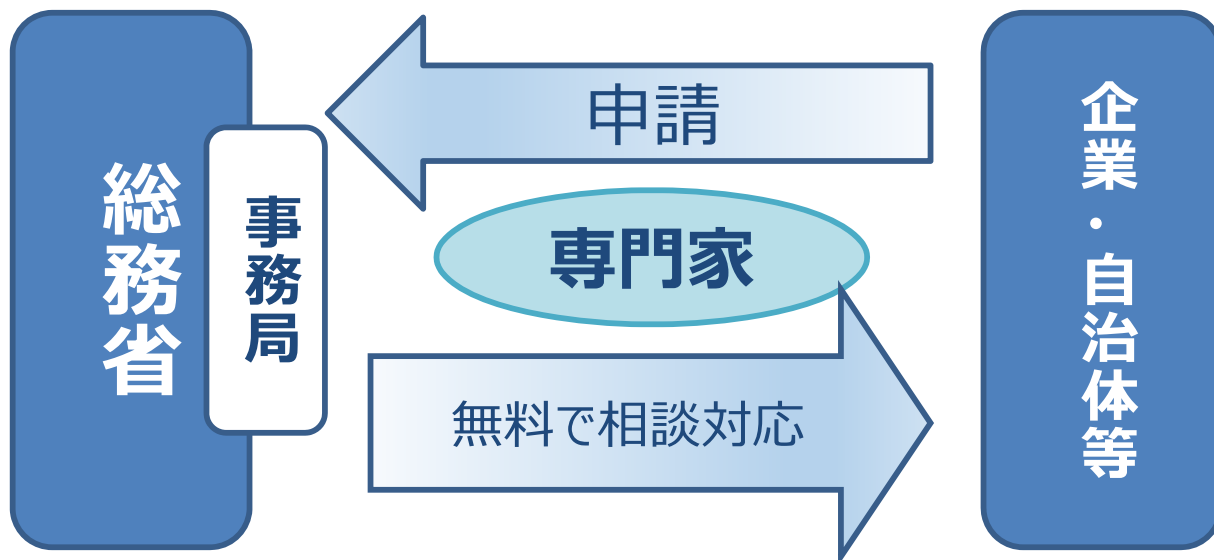 総務省
事務局
申請
専門家
無料で相談対応
企業・自治体等